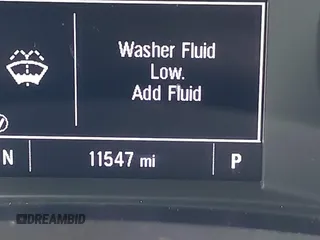 Washer Fluid
Low.
Add Fluid
N 11547 mi P
DREAMBID